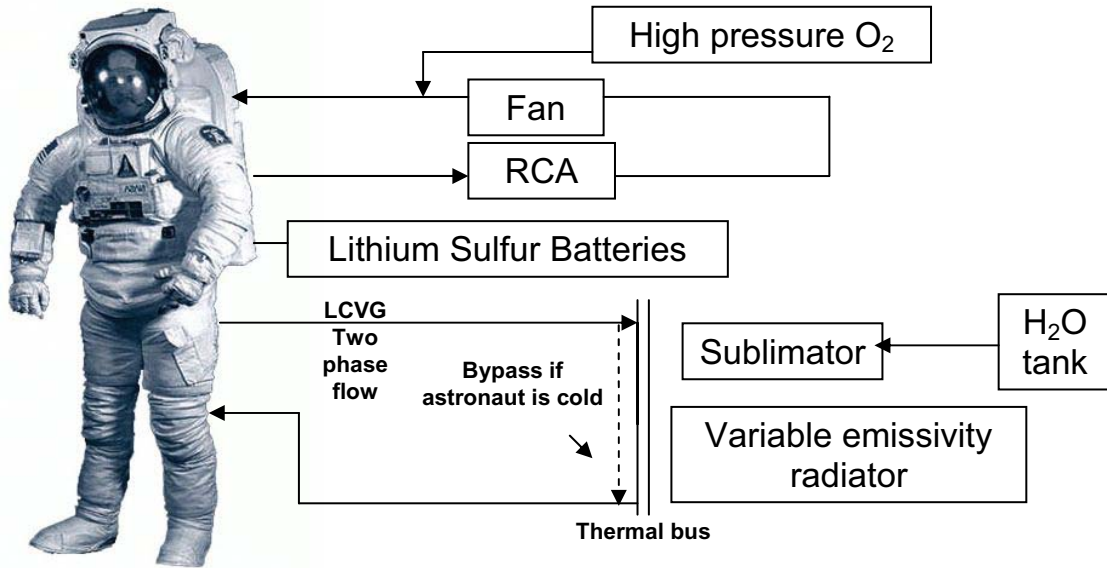 High pressure O₂
Fan
RCA
Lithium Sulfur Batteries
LCVG
Two
phase
flow
Bypass if
astronaut is cold
Sublimator
H₂O
tank
Variable emissivity
radiator
Thermal bus